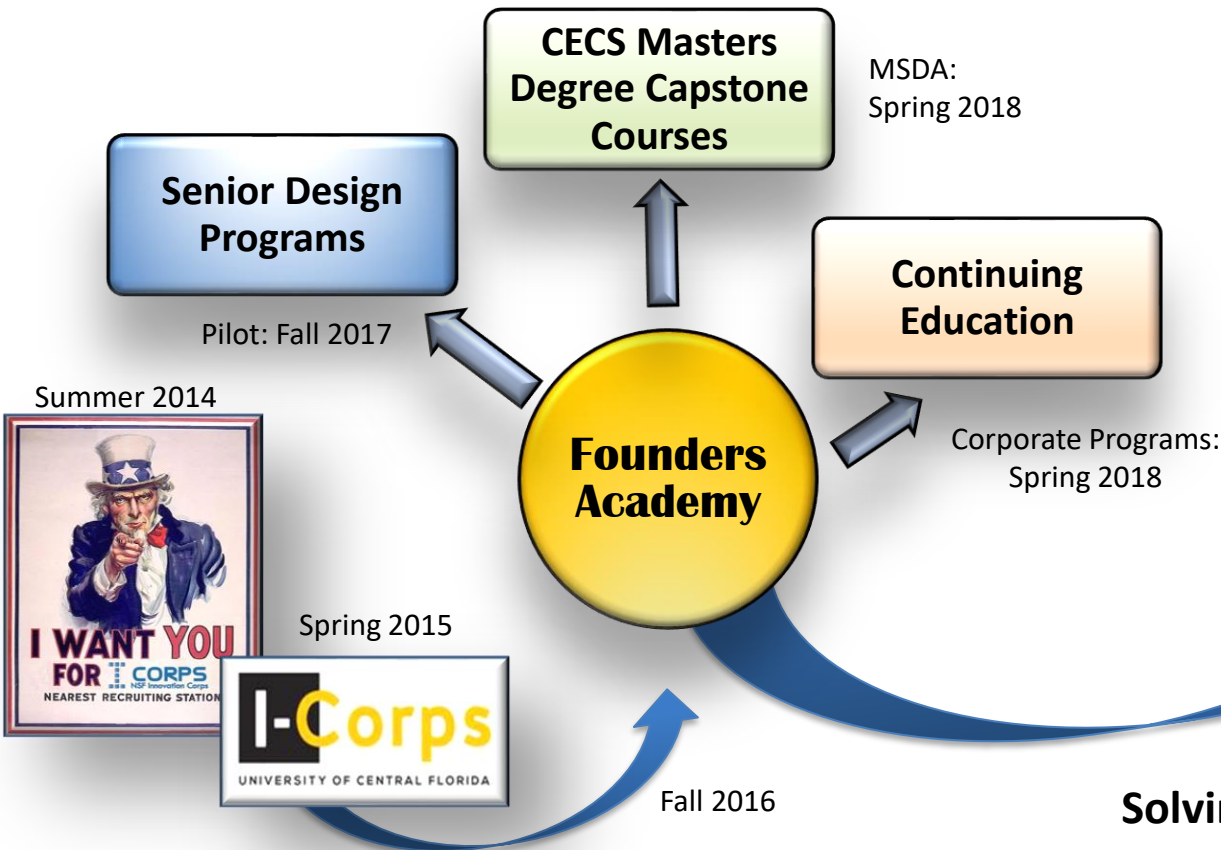 CECS Masters
Degree Capstone
Courses
MSDA:
Spring 2018
Senior Design
Programs
Pilot: Fall 2017
Continuing
Education
Corporate Programs:
Spring 2018
Founders
Academy
Summer 2014
I WANT YOU
FOR I CORPS
NSF Innovation Corps
NEAREST RECRUITING STATION
Spring 2015
I-Corps
UNIVERSITY OF CENTRAL FLORIDA
Fall 2016